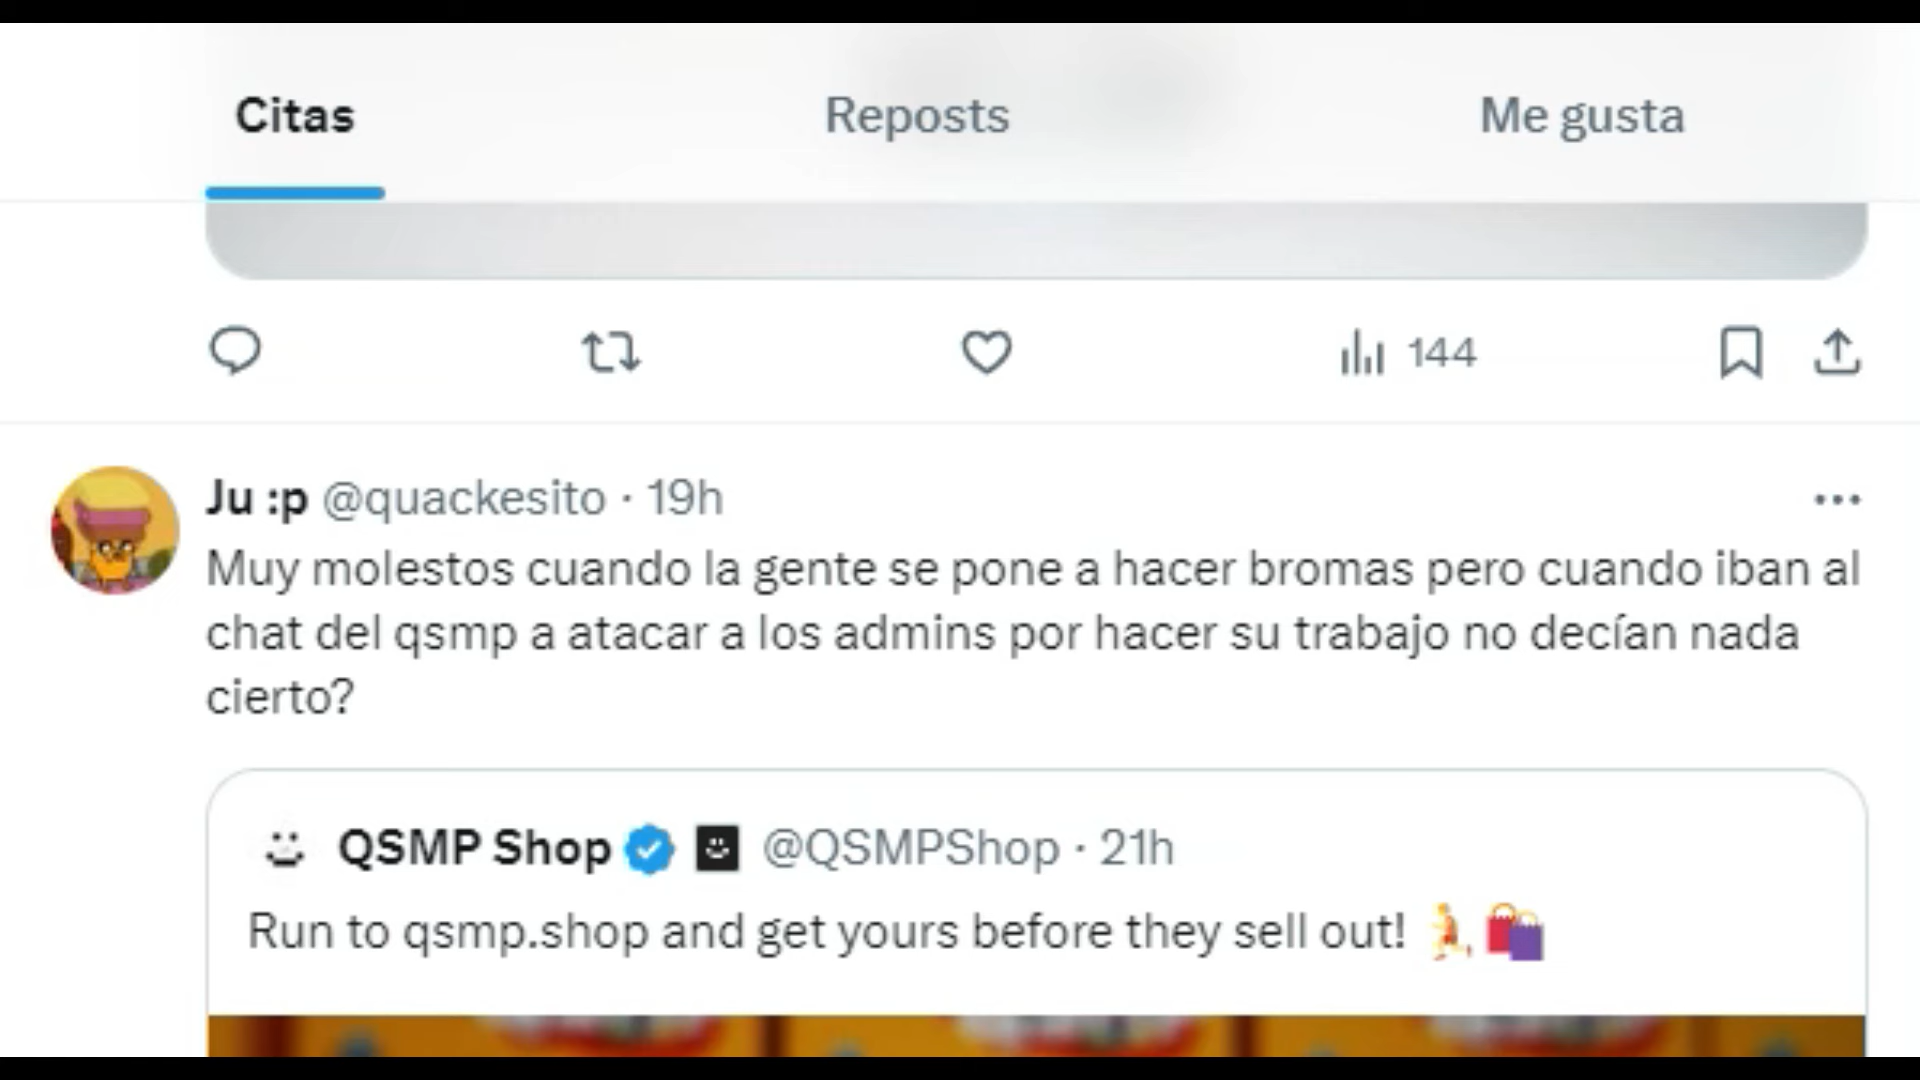 Citas Reposts Me gusta
144
Ju :p @quackesito · 19h
Muy molestos cuando la gente se pone a hacer bromas pero cuando iban al
chat del qsmp a atacar a los admins por hacer su trabajo no decían nada
cierto?
QSMP Shop @QSMPShop · 21h
Run to qsmp.shop and get yours before they sell out! 🏃🛍️